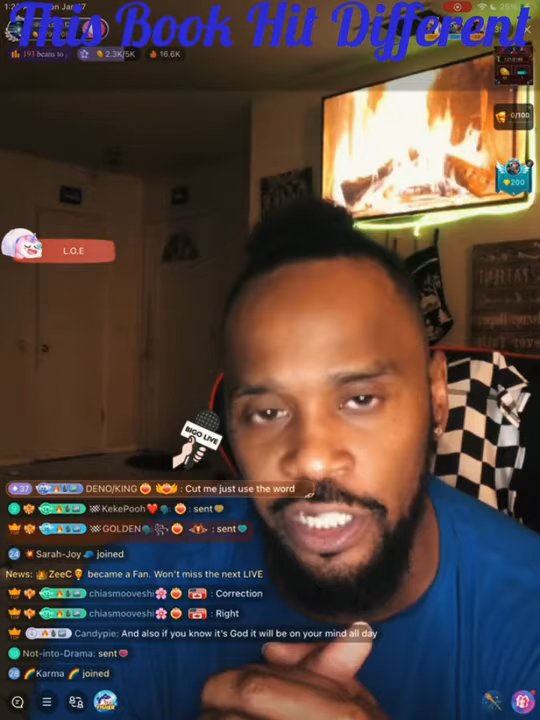 This Book Hit Different
25%
193 beans to
2.3K/5K
16.6K
0/100
200
L.O.E
BIGO LIVE
37 DENO/KING : Cut me just use the word
KekePooh : sent
GOLDEN : sent
24 Sarah-Joy joined
News: ZeeC became a Fan. Won't miss the next LIVE
chiasmooveshi : Correction
chiasmooveshi : Right
Candypie: And also if you know it's God it will be on your mind all day
Not-into-Drama: sent
Karma joined